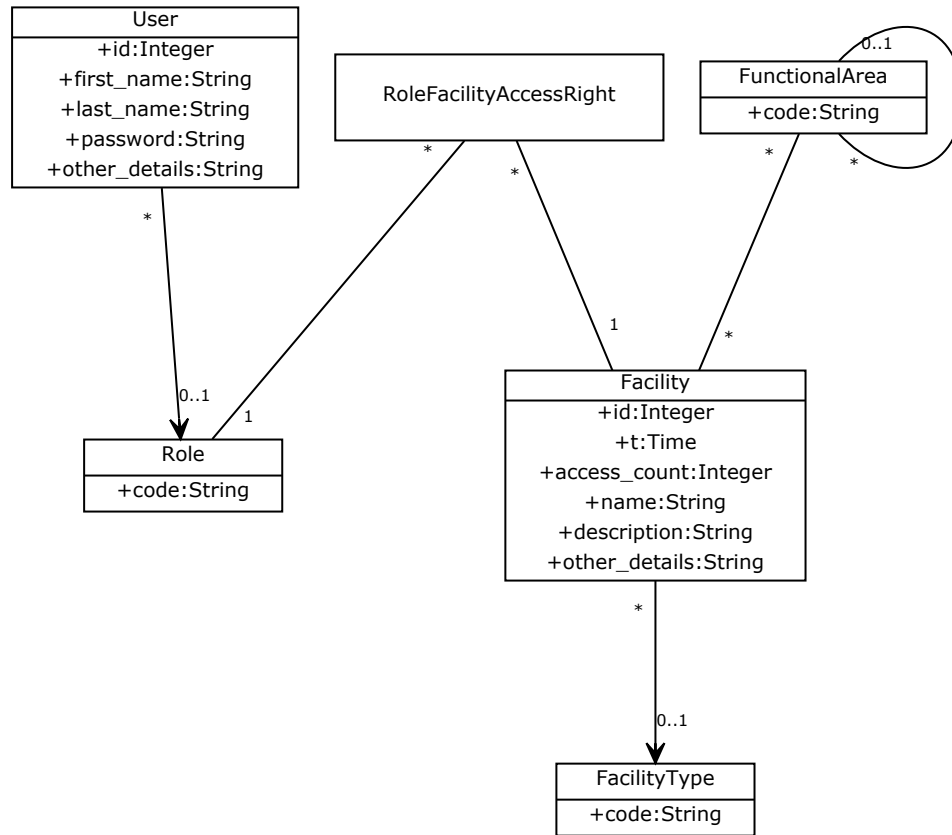 User
+id:Integer
+first_name:String
+last_name:String
+password:String
+other_details:String
RoleFacilityAccessRight
0..1
FunctionalArea
+code:String
*
*
*
*
*
1
*
0..1
1
Role
+code:String
Facility
+id:Integer
+t:Time
+access_count:Integer
+name:String
+description:String
+other_details:String
*
0..1
FacilityType
+code:String